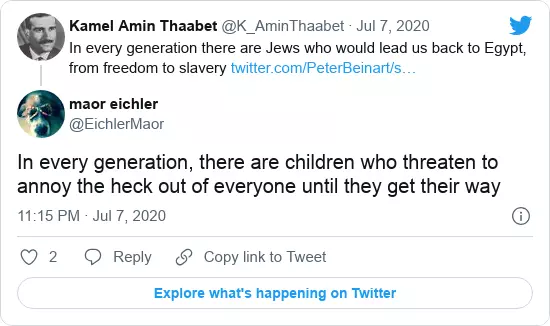 Kamel Amin Thaabet @K_AminThaabet · Jul 7, 2020
In every generation there are Jews who would lead us back to Egypt,
from freedom to slavery twitter.com/PeterBeinart/s…
maor eichler
@EichlerMaor
In every generation, there are children who threaten to
annoy the heck out of everyone until they get their way
11:15 PM · Jul 7, 2020
2 Reply Copy link to Tweet
Explore what's happening on Twitter